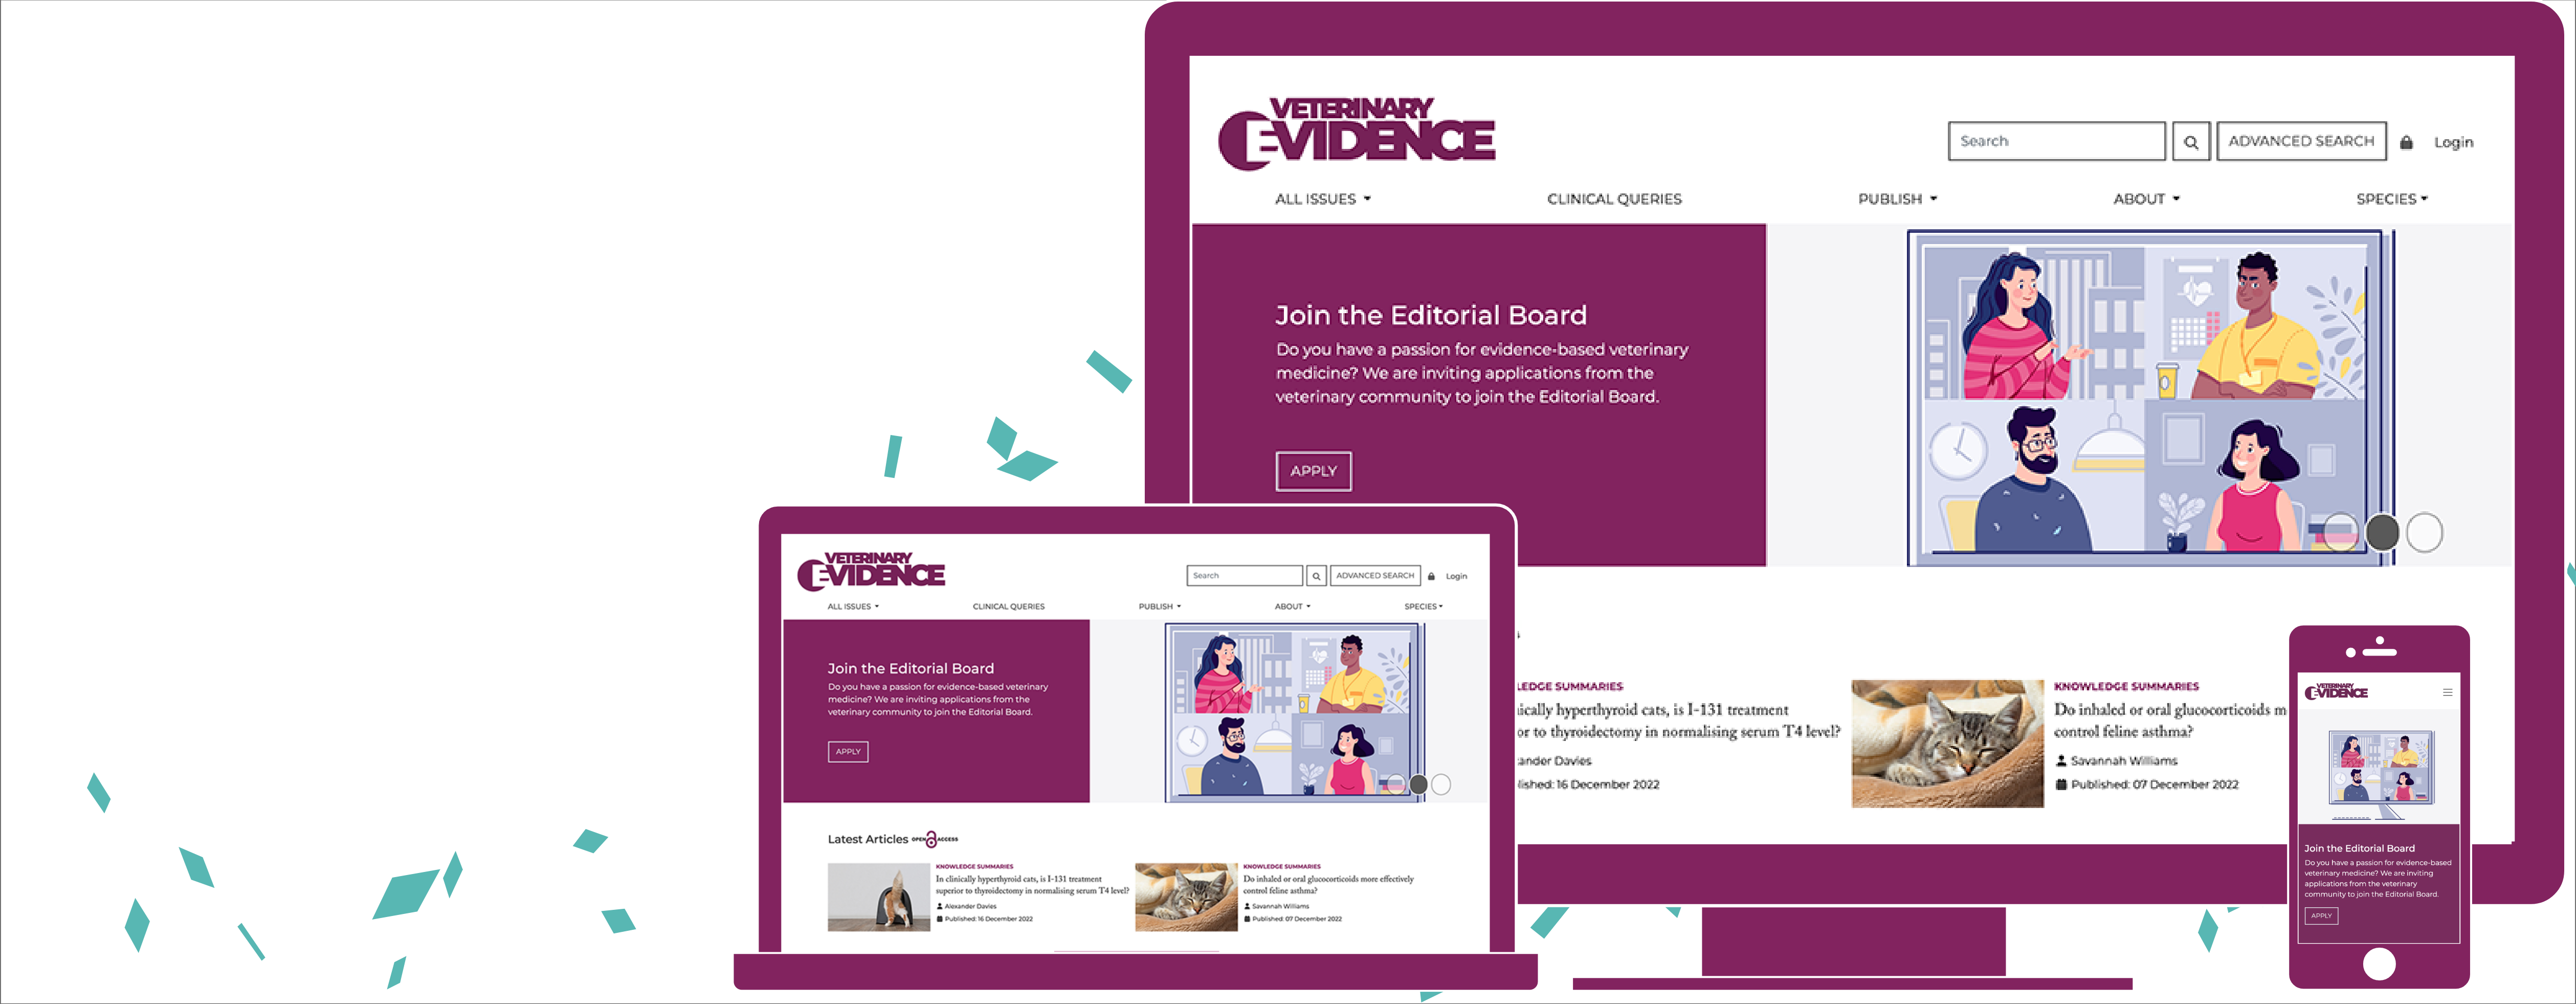 VETERINARY
EVIDENCE
Search
ADVANCED SEARCH
Login
ALL ISSUES
CLINICAL QUERIES
PUBLISH
ABOUT
SPECIES
Join the Editorial Board
Do you have a passion for evidence-based veterinary
medicine? We are inviting applications from the
veterinary community to join the Editorial Board.
APPLY
LEDGE SUMMARIES
ically hyperthyroid cats, is I-131 treatment
or to thyroidectomy in normalising serum T4 level?
ander Davies
lished: 16 December 2022
KNOWLEDGE SUMMARIES
Do inhaled or oral glucocorticoids m
control feline asthma?
Savannah Williams
Published: 07 December 2022
VETERINARY
EVIDENCE
Search
ADVANCED SEARCH
Login
ALL ISSUES
CLINICAL QUERIES
PUBLISH
ABOUT
SPECIES
Join the Editorial Board
Do you have a passion for evidence-based veterinary
medicine? We are inviting applications from the
veterinary community to join the Editorial Board.
APPLY
Latest Articles OPEN ACCESS
KNOWLEDGE SUMMARIES
In clinically hyperthyroid cats, is I-131 treatment
superior to thyroidectomy in normalising serum T4 level?
Alexander Davies
Published: 16 December 2022
KNOWLEDGE SUMMARIES
Do inhaled or oral glucocorticoids more effectively
control feline asthma?
Savannah Williams
Published: 07 December 2022
VETERINARY
EVIDENCE
Join the Editorial Board
Do you have a passion for evidence-based
veterinary medicine? We are inviting
applications from the veterinary
community to join the Editorial Board.
APPLY